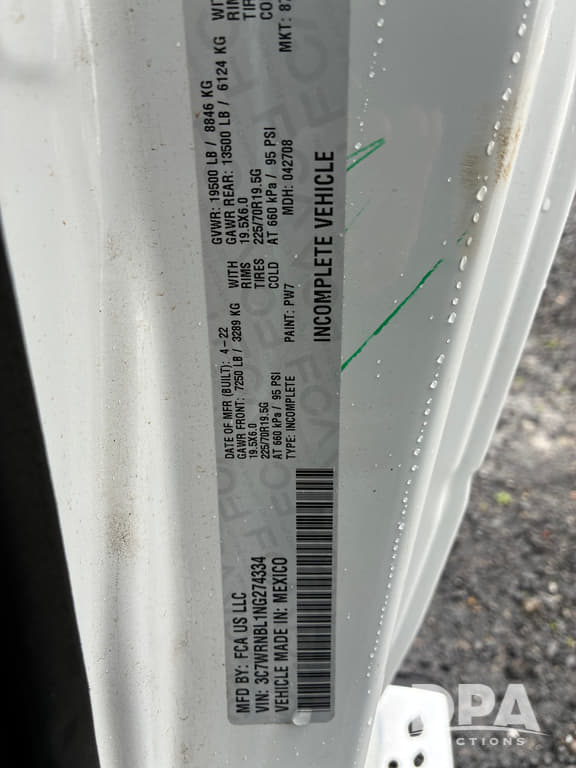 MFD BY: FCA US LLC
VIN: 3C7WRNBL1NG274334
VEHICLE MADE IN: MEXICO
DATE OF MFR (BUILT): 4-22 GVWR: 19500 LB / 8846 KG
GAWR FRONT: 7250 LB / 3289 KG WITH GAWR REAR: 13500 LB / 6124 KG WITH
19.5X6.0 RIMS 19.5X6.0 RIMS
225/70R19.5G TIRES 225/70R19.5G
AT 660 kPa / 95 PSI COLD AT 660 kPa / 95 PSI
TYPE: INCOMPLETE PAINT: PW7 MDH: 042708 MKT:
INCOMPLETE VEHICLE
DPA